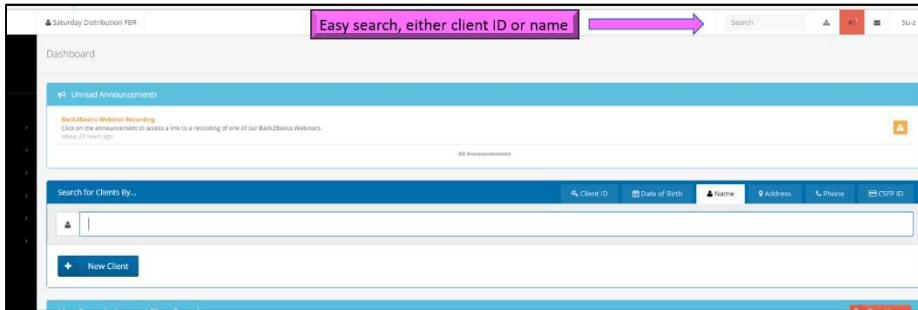 Saturday Distribution FBR
Easy search, either client ID or name
Search
Su-z
Dashboard
Unread Announcements
Back2Basics Webinar Recording
Click on the announcement to access a link to a recording of one of our Back2Basics Webinars.
about 23 hours ago
All Announcements
Search for Clients By...
Client ID
Date of Birth
Name
Address
Phone
CSFP ID
New Client